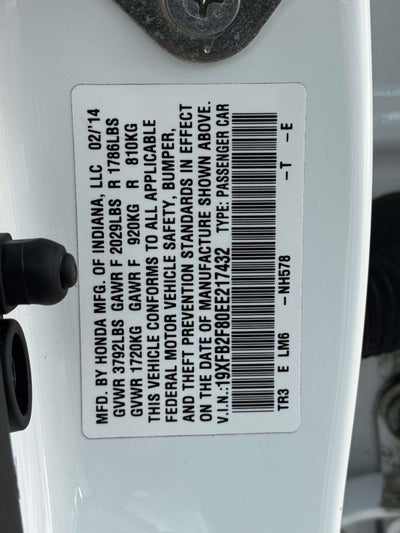 MFD. BY HONDA MFG. OF INDIANA, LLC 02/'14
GVWR 3792LBS GAWR F 2029LBS R 1786LBS
GVWR 1720KG GAWR F 920KG R 810KG
THIS VEHICLE CONFORMS TO ALL APPLICABLE
FEDERAL MOTOR VEHICLE SAFETY, BUMPER,
AND THEFT PREVENTION STANDARDS IN EFFECT
ON THE DATE OF MANUFACTURE SHOWN ABOVE.
V.I.N.:19XFB2F80EE217432 TYPE: PASSENGER CAR
TR3 E LM6 -NH578 -T -E